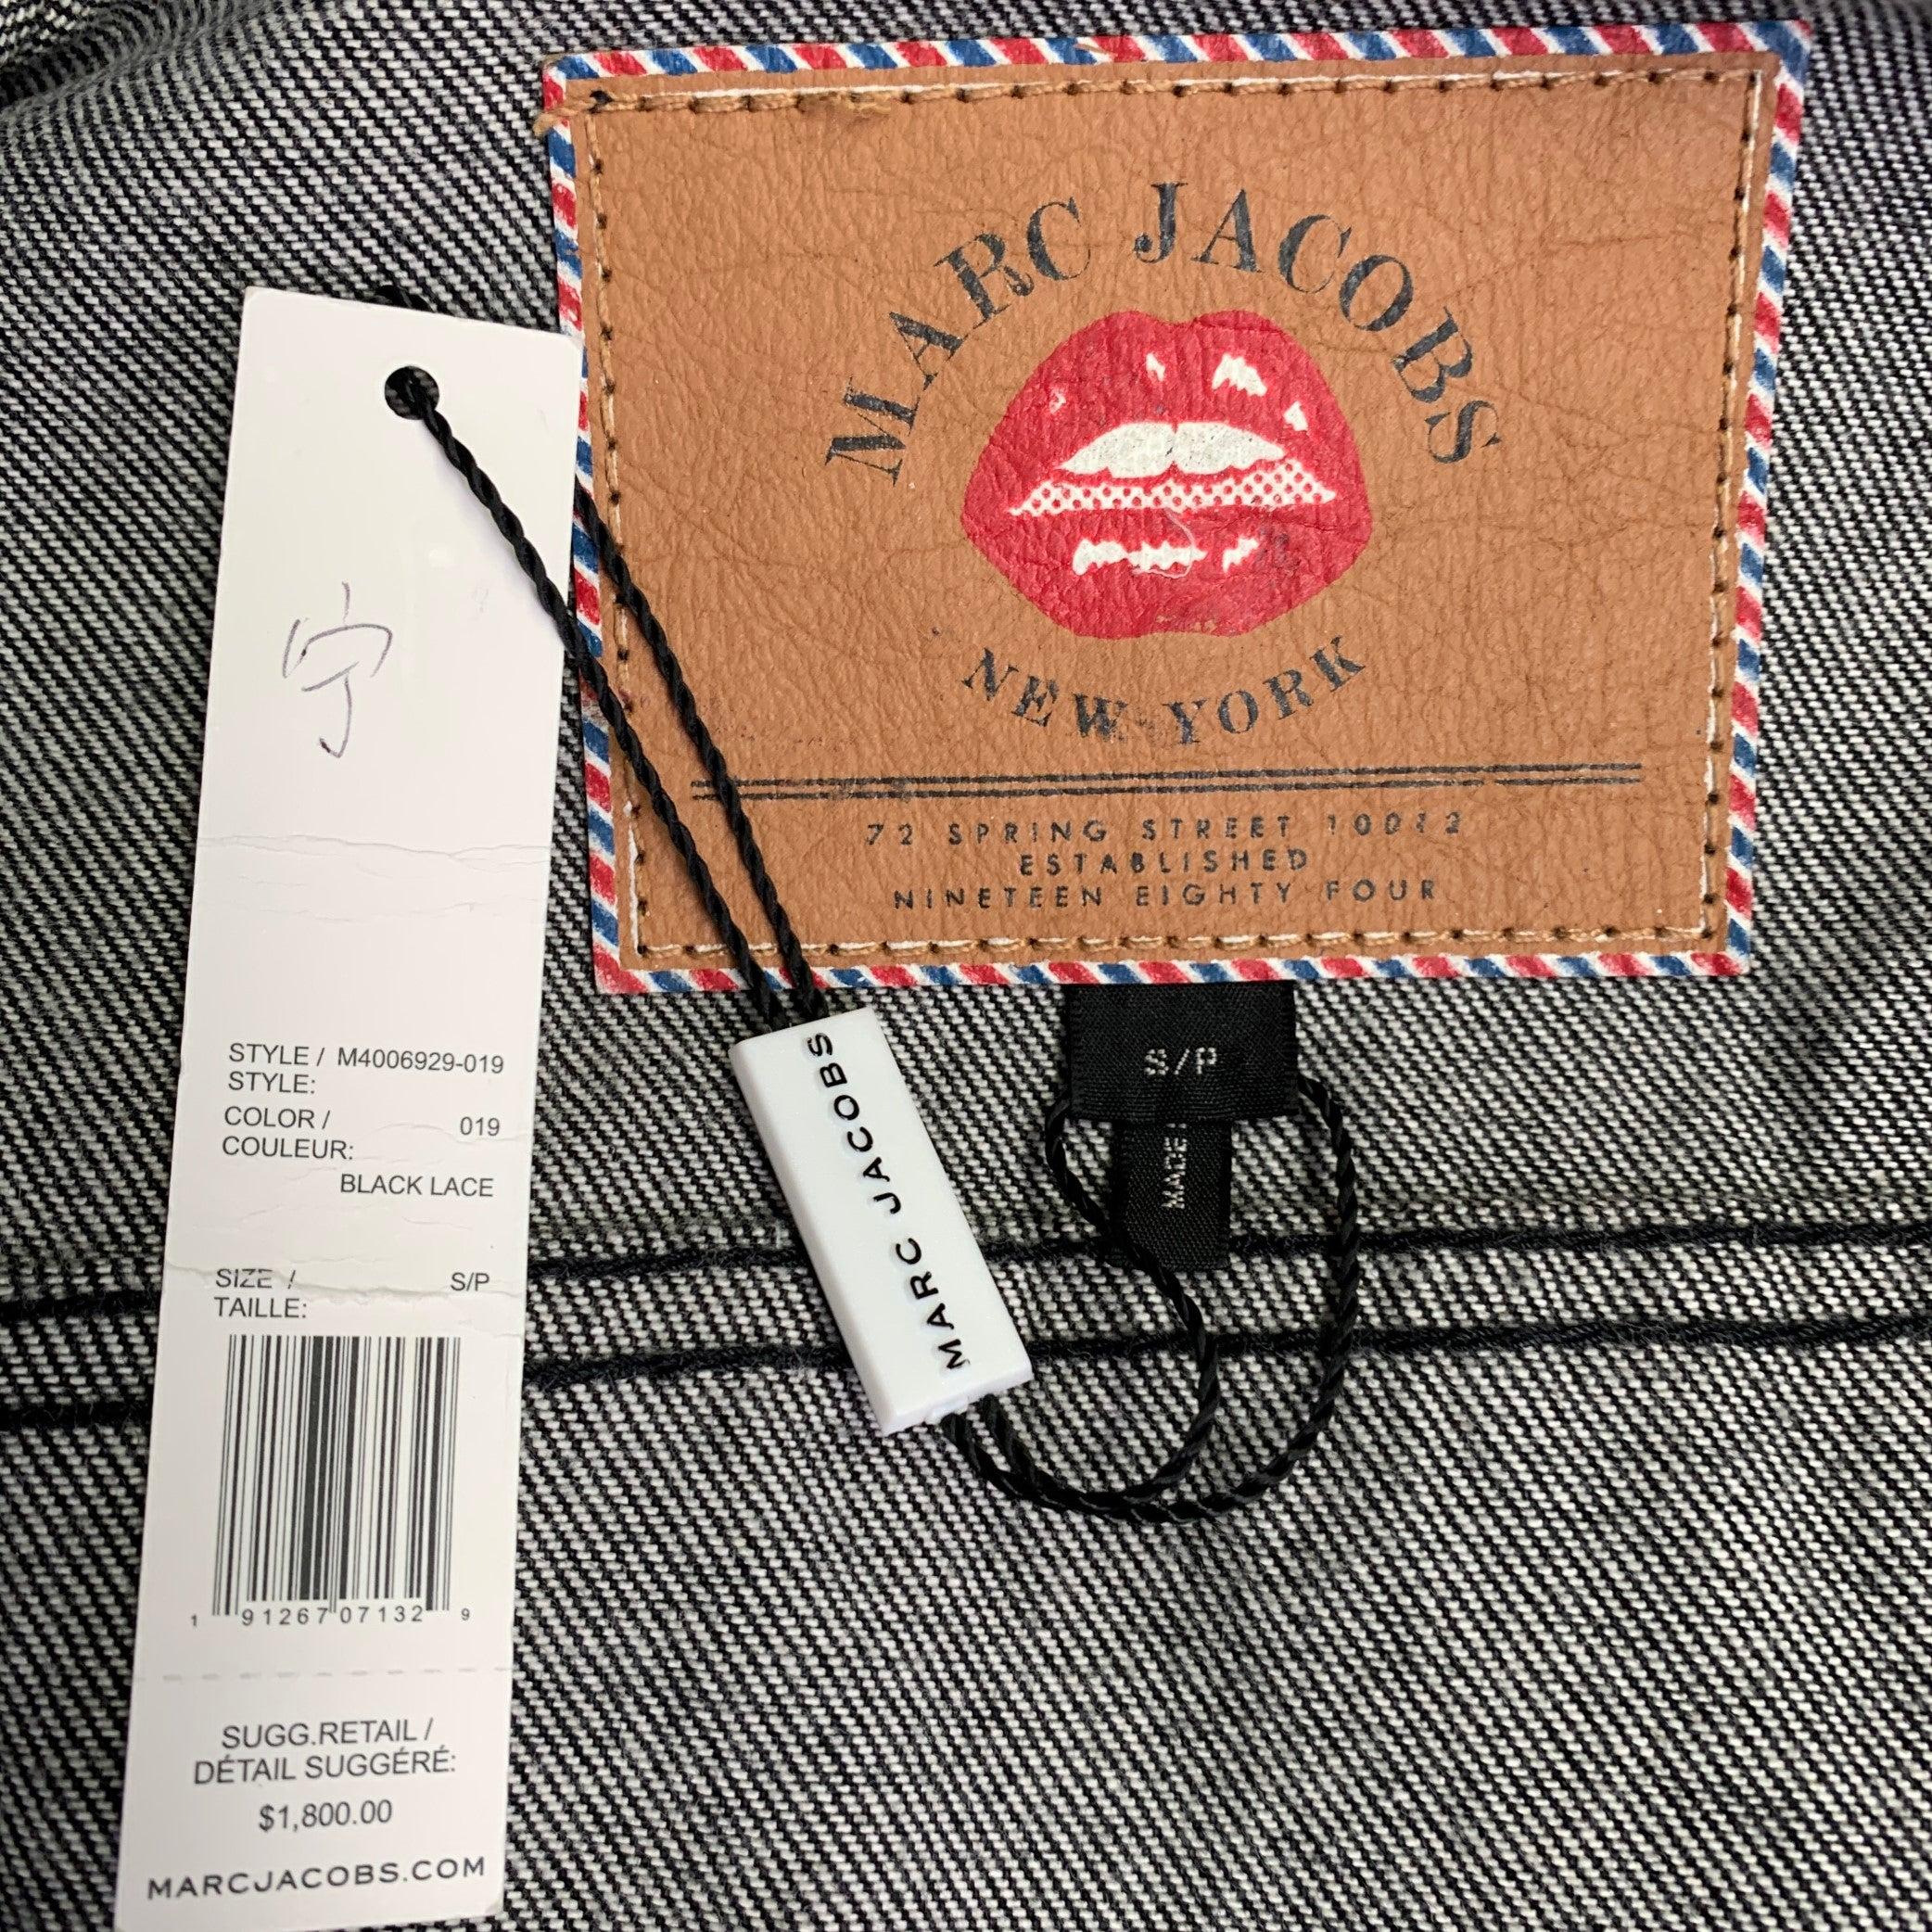 MARC JACOBS
NEW YORK
72 SPRING STREET 10012
ESTABLISHED
NINETEEN EIGHTY FOUR
S/P
MARC JACOBS
宁
STYLE / M4006929-019
STYLE:
COLOR / 019
COULEUR:
BLACK LACE
SIZE / S/P
TAILLE:
1 91267 07132 9
SUGG.RETAIL /
DÉTAIL SUGGÉRÉ:
$1,800.00
MARCJACOBS.COM